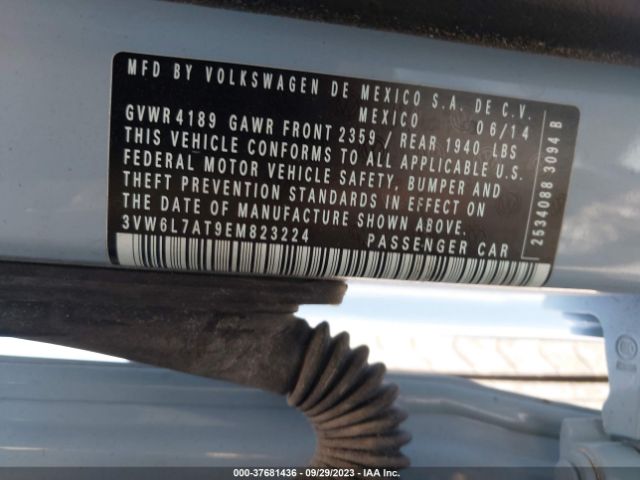 MFD BY VOLKSWAGEN DE MEXICO S.A. DE C.V.
MEXICO 06/14
GVWR 4189 GAWR FRONT 2359 / REAR 1940 LBS
THIS VEHICLE CONFORMS TO ALL APPLICABLE U.S.
FEDERAL MOTOR VEHICLE SAFETY, BUMPER AND
THEFT PREVENTION STANDARDS IN EFFECT ON
THE DATE OF MANUFACTURE SHOWN ABOVE.
3VW6L7AT9EM823224 PASSENGER CAR
2534088 3094 B
000-37681436 - 09/29/2023 - IAA Inc.